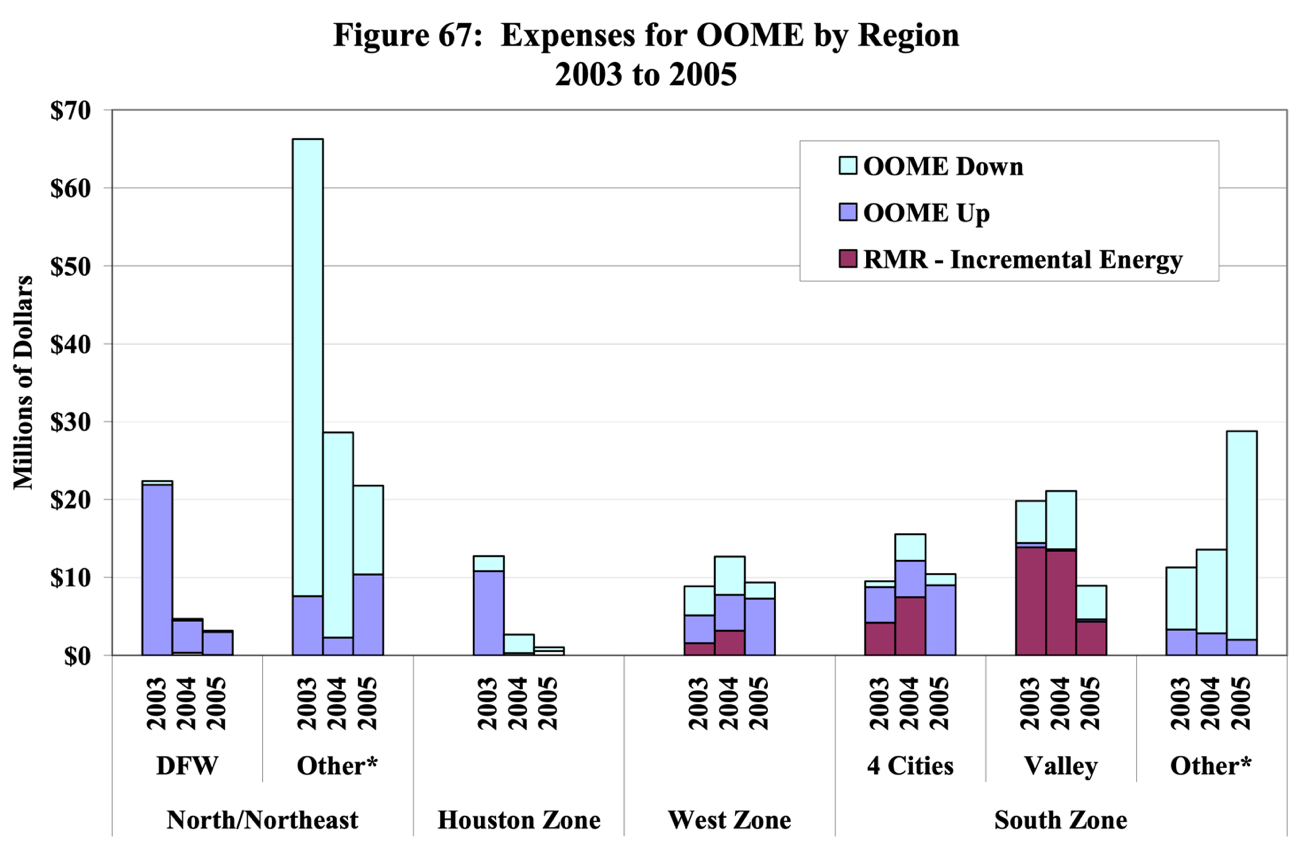 Figure 67: Expenses for OOME by Region
2003 to 2005
$70
$60
$50
$40
$30
$20
$10
$0
Millions of Dollars
OOME Down
OOME Up
RMR - Incremental Energy
2003 2004 2005 2003 2004 2005 2003 2004 2005 2003 2004 2005 2003 2004 2005 2003 2004 2005 2003 2004 2005
DFW Other* 4 Cities Valley Other*
North/Northeast Houston Zone West Zone South Zone